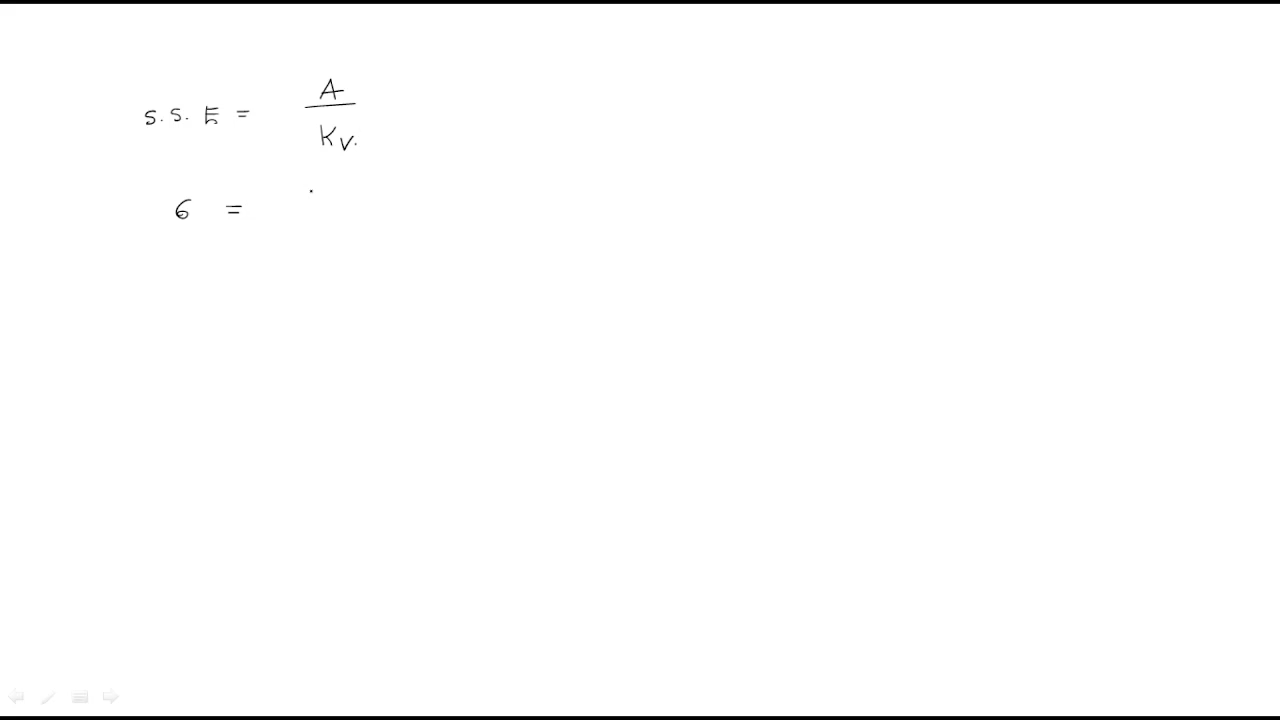 S.S. E = A / Kv.
6 =